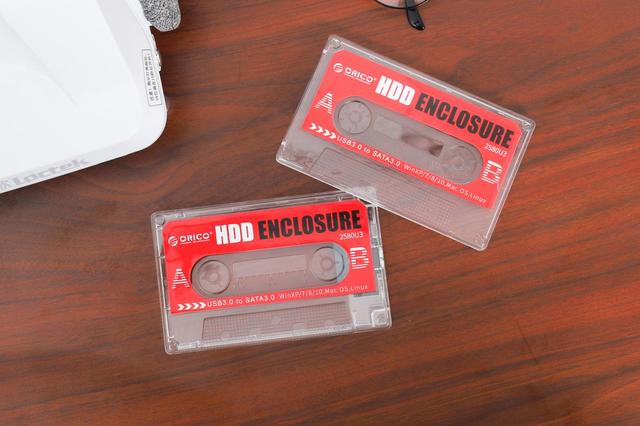 ORICO®
HDD ENCLOSURE
2580U3
A
B
USB3.0 to SATA3.0
WinXP/7/8/10,Mac OS,Linux
ORICO®
HDD ENCLOSURE
2580U3
A
B
USB3.0 to SATA3.0
WinXP/7/8/10,Mac OS,Linux
Loctek